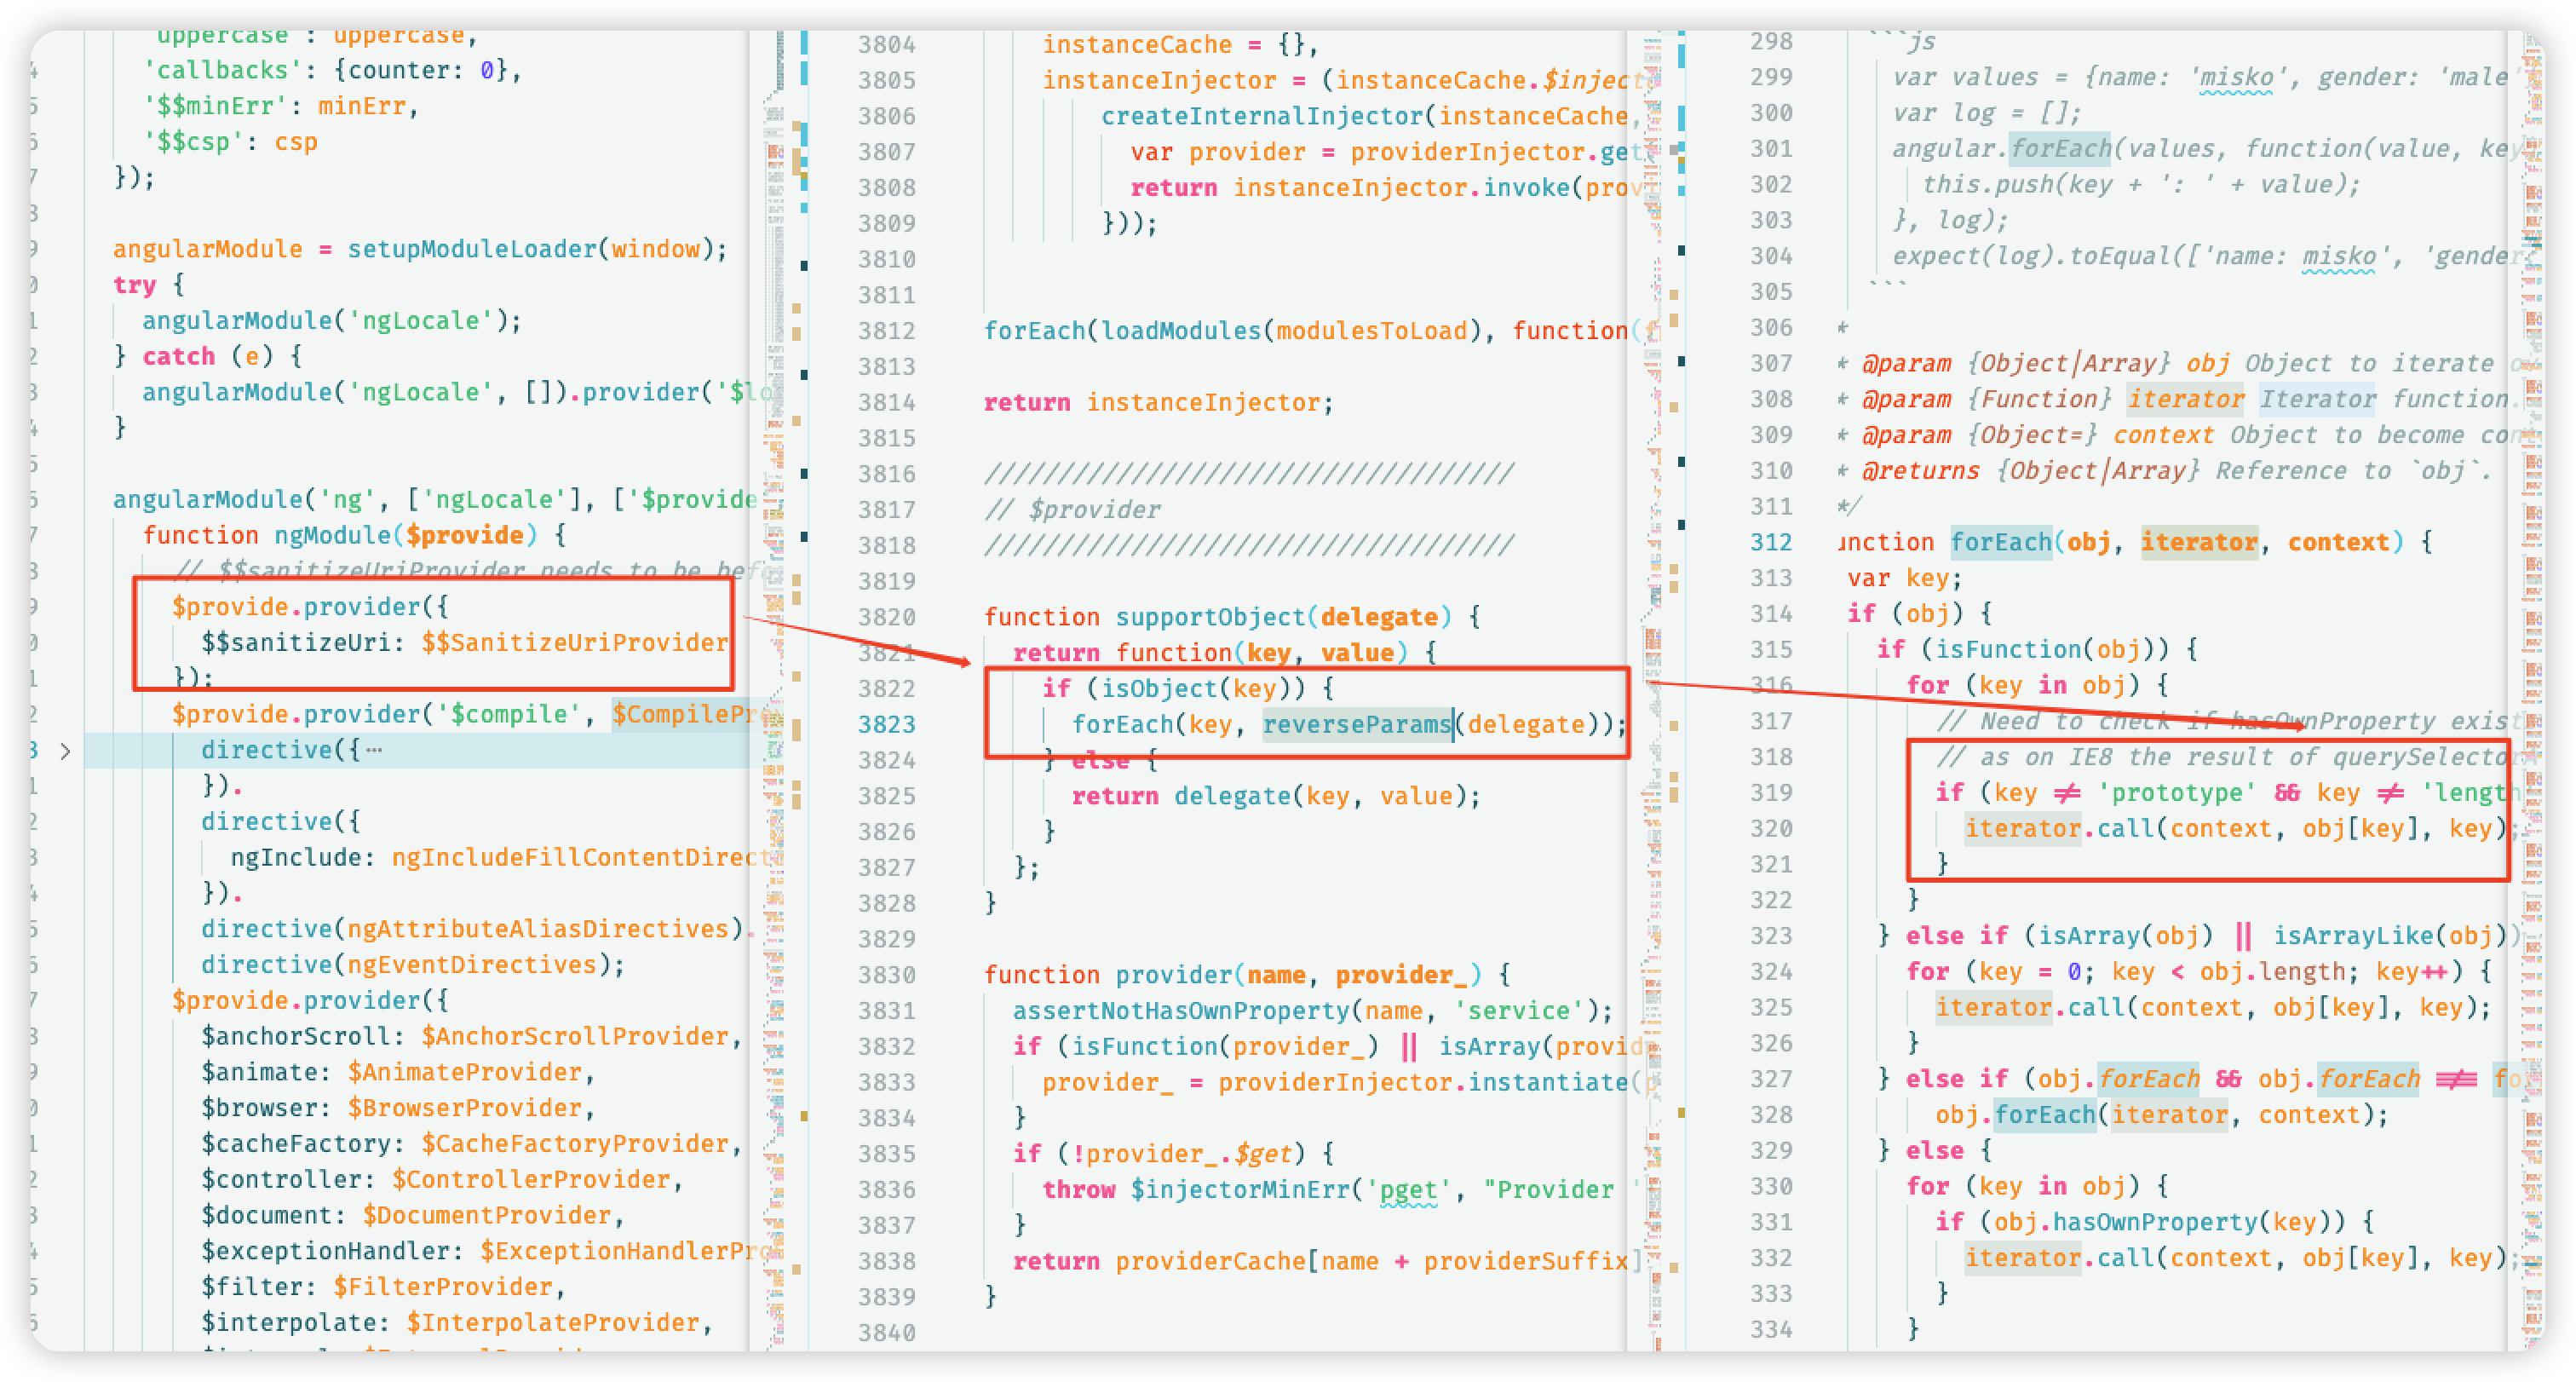 uppercase': uppercase,
'callbacks': {counter: 0},
'$$minErr': minErr,
'$$csp': csp
});
angularModule = setupModuleLoader(window);
try {
angularModule('ngLocale');
} catch (e) {
angularModule('ngLocale', []).provider('$lo
}
angularModule('ng', ['ngLocale'], ['$provide
function ngModule($provide) {
// $$sanitizeUriProvider needs to be bef
$provide.provider({
$$sanitizeUri: $$SanitizeUriProvider
});
$provide.provider('$compile', $CompilePr
directive({…
}).
directive({
ngInclude: ngIncludeFillContentDirect
}).
directive(ngAttributeAliasDirectives).
directive(ngEventDirectives);
$provide.provider({
$anchorScroll: $AnchorScrollProvider,
$animate: $AnimateProvider,
$browser: $BrowserProvider,
$cacheFactory: $CacheFactoryProvider,
$controller: $ControllerProvider,
$document: $DocumentProvider,
$exceptionHandler: $ExceptionHandlerPro
$filter: $FilterProvider,
$interpolate: $InterpolateProvider,
3804 instanceCache = {},
3805 instanceInjector = (instanceCache.$inject
3806 createInternalInjector(instanceCache,
3807 var provider = providerInjector.get
3808 return instanceInjector.invoke(prov
3809 }));
3810
3811
3812 forEach(loadModules(modulesToLoad), function(f
3813
3814 return instanceInjector;
3815
3816 ////////////////////////////////////
3817 // $provider
3818 ////////////////////////////////////
3819
3820 function supportObject(delegate) {
3821 return function(key, value) {
3822 if (isObject(key)) {
3823 forEach(key, reverseParams(delegate));
3824 } else {
3825 return delegate(key, value);
3826 }
3827 };
3828 }
3829
3830 function provider(name, provider_) {
3831 assertNotHasOwnProperty(name, 'service');
3832 if (isFunction(provider_) || isArray(provid
3833 provider_ = providerInjector.instantiate(p
3834 }
3835 if (!provider_.$get) {
3836 throw $injectorMinErr('pget', "Provider '
3837 }
3838 return providerCache[name + providerSuffix]
3839 }
3840
298 ```js
299 var values = {name: 'misko', gender: 'male'
300 var log = [];
301 angular.forEach(values, function(value, key
302 this.push(key + ': ' + value);
303 }, log);
304 expect(log).toEqual(['name: misko', 'gender
305 ```
306 *
307 * @param {Object|Array} obj Object to iterate o
308 * @param {Function} iterator Iterator function.
309 * @param {Object=} context Object to become con
310 * @returns {Object|Array} Reference to `obj`.
311 */
312 unction forEach(obj, iterator, context) {
313 var key;
314 if (obj) {
315 if (isFunction(obj)) {
316 for (key in obj) {
317 // Need to check if hasOwnProperty exist
318 // as on IE8 the result of querySelector
319 if (key != 'prototype' && key != 'length
320 iterator.call(context, obj[key], key);
321 }
322 }
323 } else if (isArray(obj) || isArrayLike(obj))
324 for (key = 0; key < obj.length; key++) {
325 iterator.call(context, obj[key], key);
326 }
327 } else if (obj.forEach && obj.forEach !== fo
328 obj.forEach(iterator, context);
329 } else {
330 for (key in obj) {
331 if (obj.hasOwnProperty(key)) {
332 iterator.call(context, obj[key], key);
333 }
334 }